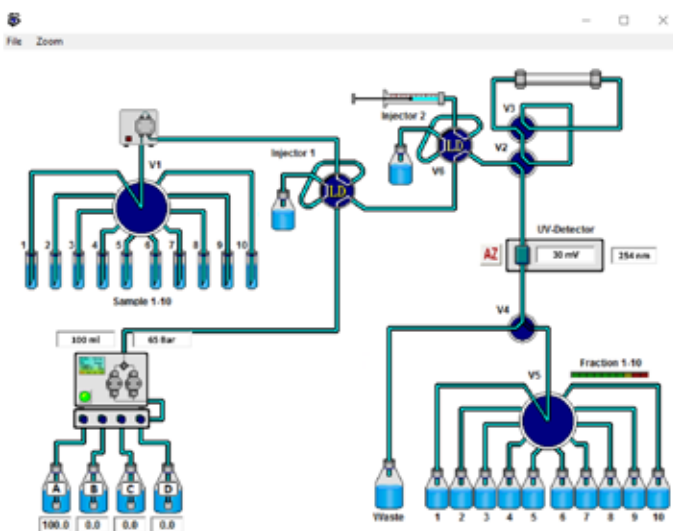 File Zoom
Injector 2
V3
V1
Injector 1
V2
LD
V6
LD
UV-Detector
1 2 3 4 5 6 7 8 9 10
AZ 30 mV 254 nm
Sample 1-10
V4
100 ml 65 Bar
V5 Fraction 1-10
A B C D
Waste 1 2 3 4 5 6 7 8 9 10
100.0 0.0 0.0 0.0